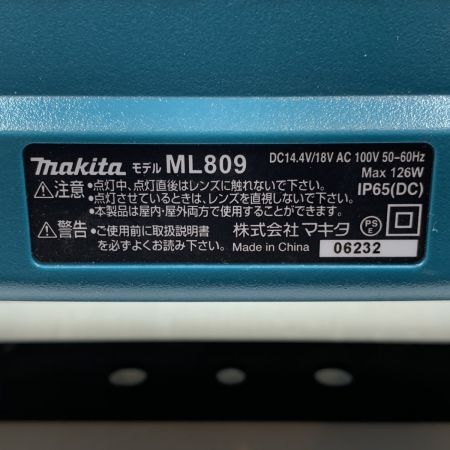 makita モデル ML809 DC14.4V/18V AC 100V 50-60Hz
Max 126W
IP65(DC)
⚠注意 •点灯中、点灯直後はレンズに触れないで下さい。
•点灯させているときは、レンズを直視しないで下さい。
•本製品は屋内・屋外両方で使用することができます。
⚠警告 •ご使用前に取扱説明書
を必ずよくお読み下さい。
株式会社 マキタ
Made in China 06232
PS
E